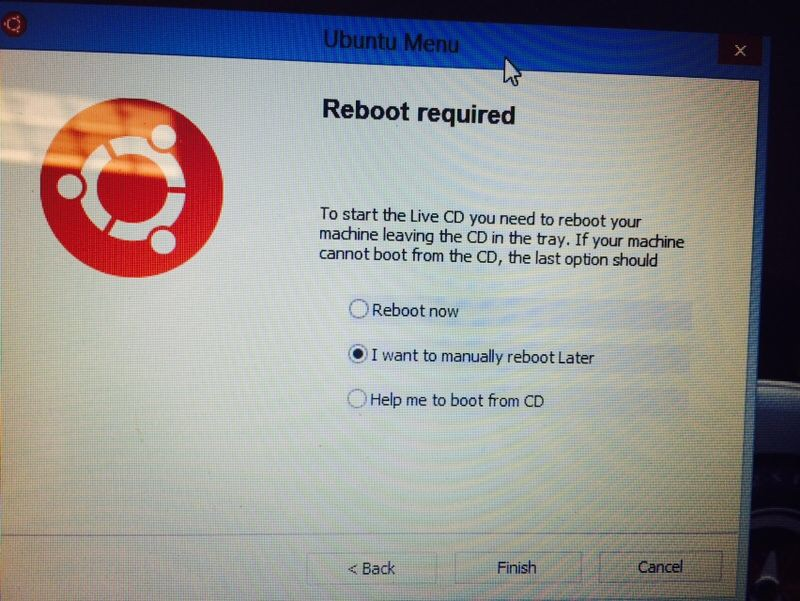 Ubuntu Menu
Reboot required
To start the Live CD you need to reboot your
machine leaving the CD in the tray. If your machine
cannot boot from the CD, the last option should
Reboot now
I want to manually reboot Later
Help me to boot from CD
< Back
Finish
Cancel